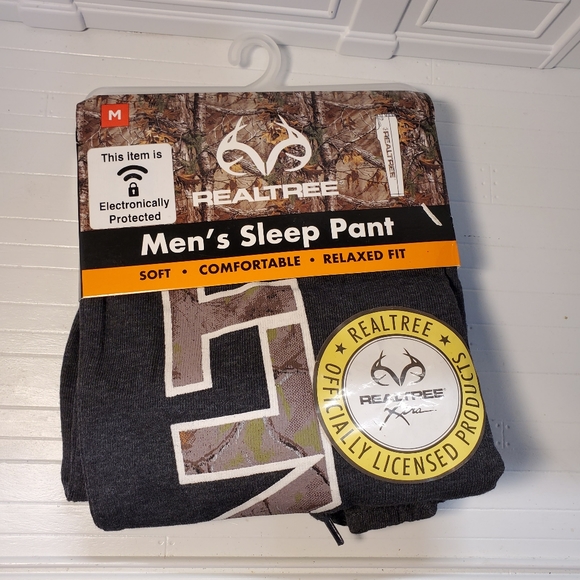 M
This item is
Electronically
Protected
REALTREE
REALTREE
Men's Sleep Pant
SOFT • COMFORTABLE • RELAXED FIT
★ REALTREE ★
OFFICIALLY LICENSED PRODUCTS
REALTREE
Xtra